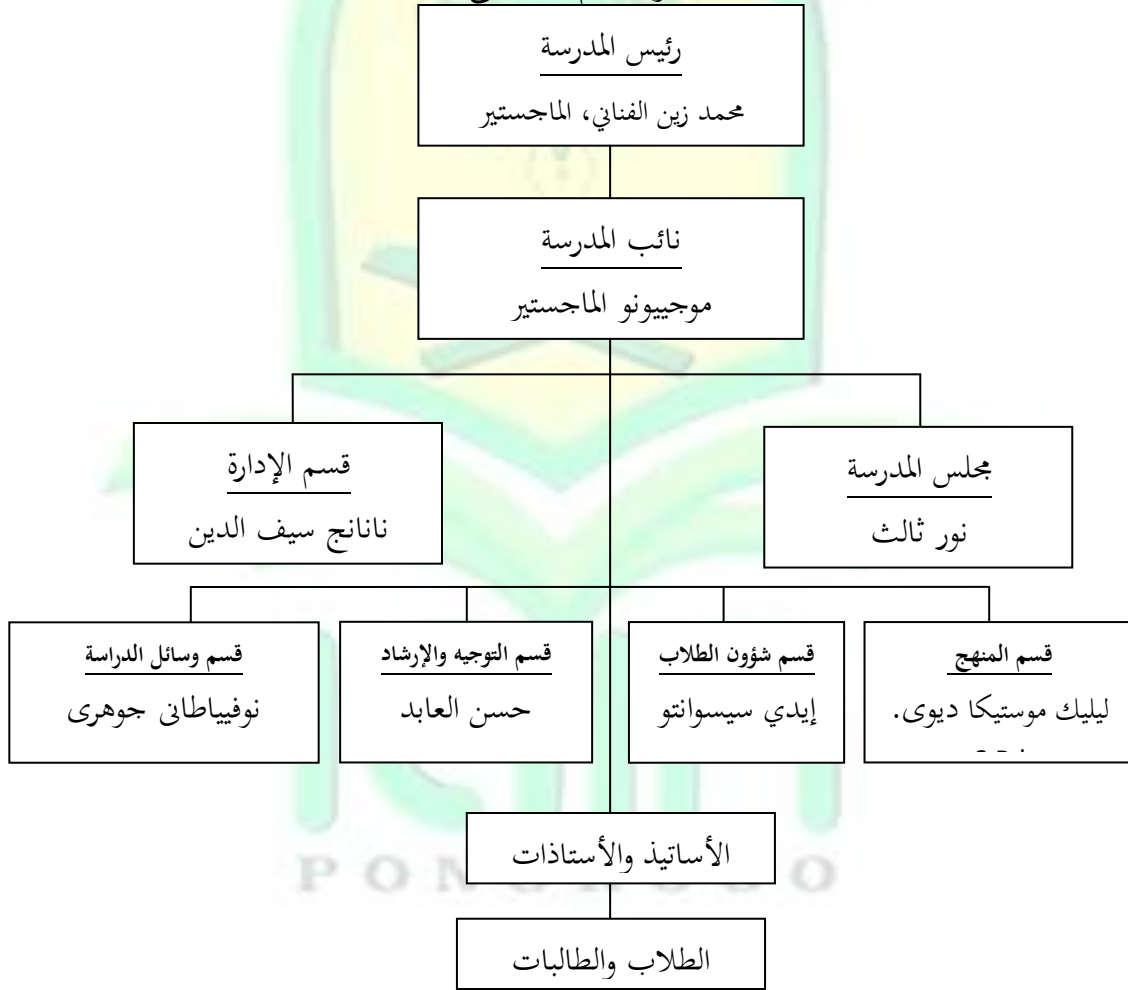 رئيس المدرسة
محمد زين الفناني، الماجستير
نائب المدرسة
موجييونو الماجستير
مجلس المدرسة
نور ثالث
قسم الإدارة
نانانج سيف الدين
قسم المنهج
ليليك موستيكا ديوى.
قسم شؤون الطلاب
إيدي سيسوانتو
قسم التوجيه والإرشاد
حسن العابد
قسم وسائل الدراسة
نوفيياطانى جوهرى
الأساتيذ والأستاذات
الطلاب والطالبات